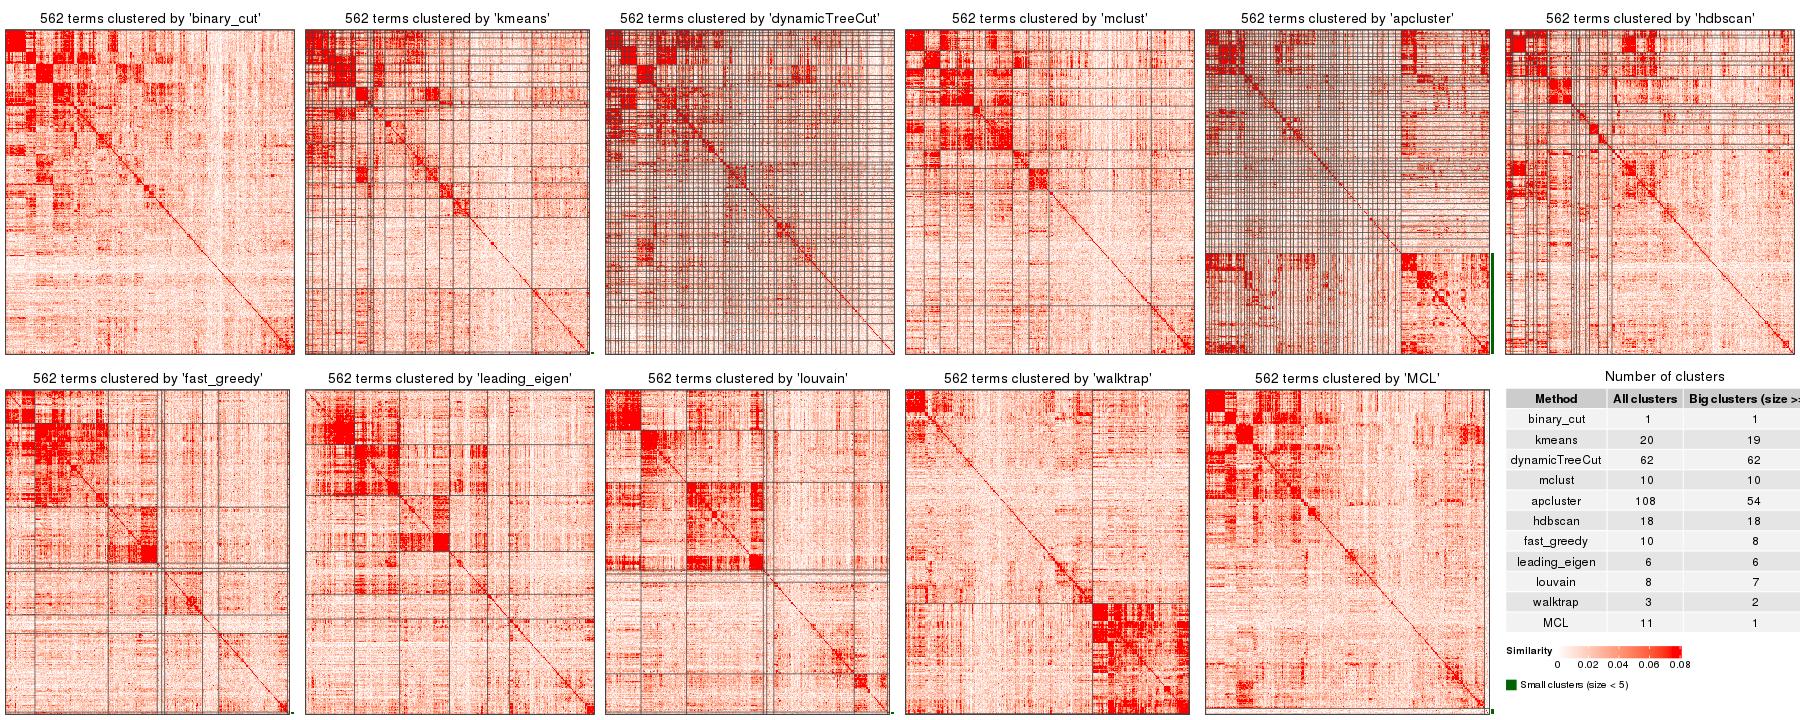 562 terms clustered by 'binary_cut'
562 terms clustered by 'kmeans'
562 terms clustered by 'dynamicTreeCut'
562 terms clustered by 'mclust'
562 terms clustered by 'apcluster'
562 terms clustered by 'hdbscan'
562 terms clustered by 'fast_greedy'
562 terms clustered by 'leading_eigen'
562 terms clustered by 'louvain'
562 terms clustered by 'walktrap'
562 terms clustered by 'MCL'
Number of clusters
Method All clusters Big clusters (size >=
binary_cut 1 1
kmeans 20 19
dynamicTreeCut 62 62
mclust 10 10
apcluster 108 54
hdbscan 18 18
fast_greedy 10 8
leading_eigen 6 6
louvain 8 7
walktrap 3 2
MCL 11 1
Similarity
0 0.02 0.04 0.06 0.08
Small clusters (size < 5)